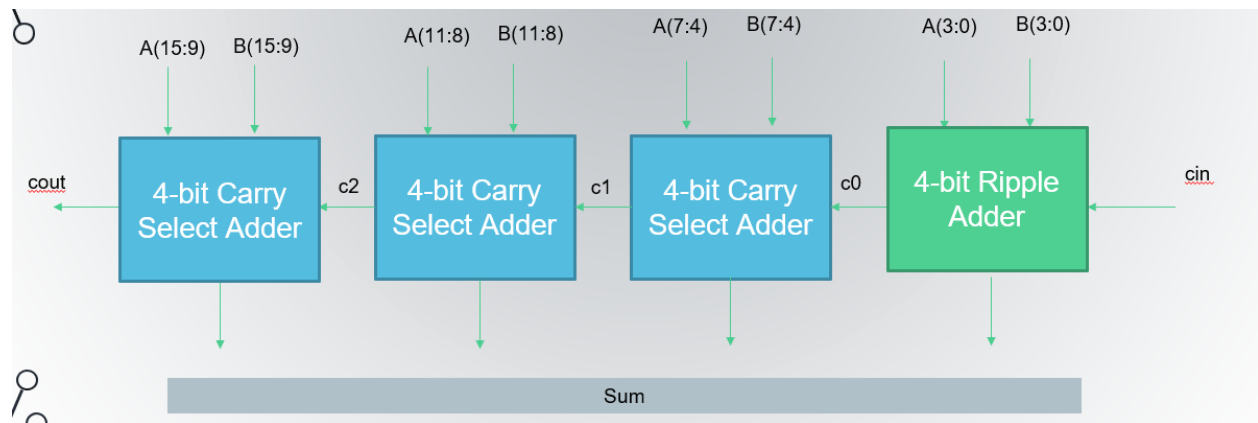 A(15:9) B(15:9) A(11:8) B(11:8) A(7:4) B(7:4) A(3:0) B(3:0)
cout
4-bit Carry
Select Adder
c2
4-bit Carry
Select Adder
c1
4-bit Carry
Select Adder
c0
4-bit Ripple
Adder
cin
Sum